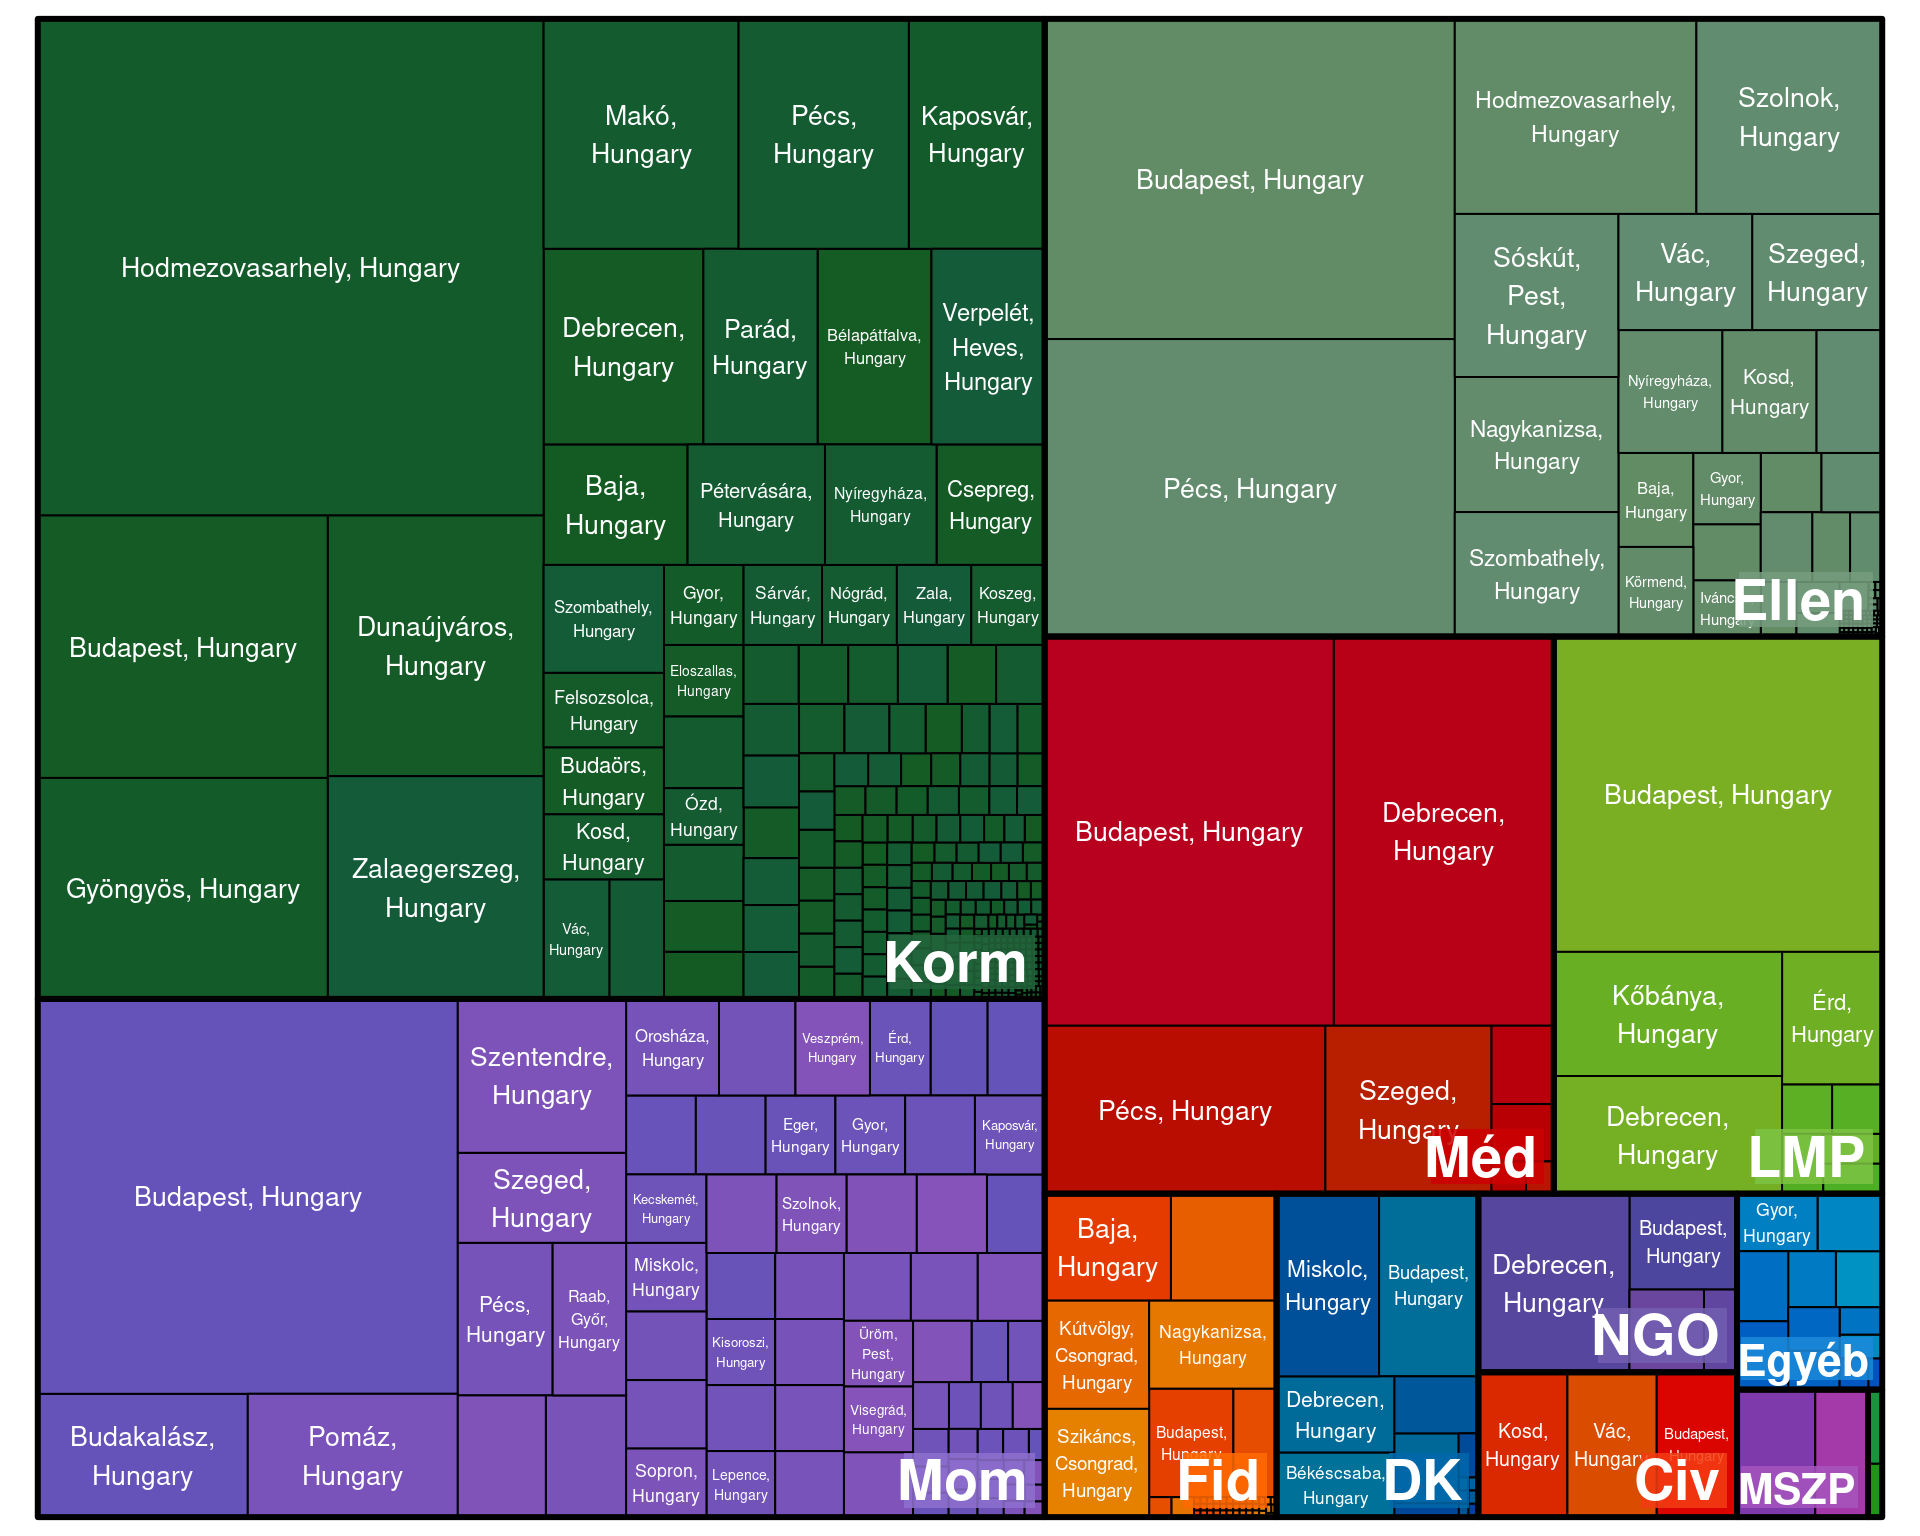 Hodmezovasarhely, Hungary
Makó,
Hungary
Pécs,
Hungary
Kaposvár,
Hungary
Debrecen,
Hungary
Parád,
Hungary
Bélapátfalva,
Hungary
Verpelét,
Heves,
Hungary
Baja,
Hungary
Pétervására,
Hungary
Nyíregyháza,
Hungary
Csepreg,
Hungary
Budapest, Hungary
Dunaújváros,
Hungary
Gyöngyös, Hungary
Zalaegerszeg,
Hungary
Szombathely,
Hungary
Gyor,
Hungary
Sárvár,
Hungary
Nógrád,
Hungary
Zala,
Hungary
Koszeg,
Hungary
Felsozsolca,
Hungary
Eloszallas,
Hungary
Budaörs,
Hungary
Ózd,
Hungary
Kosd,
Hungary
Vác,
Hungary
Korm
Budapest, Hungary
Pécs, Hungary
Hodmezovasarhely,
Hungary
Szolnok,
Hungary
Sóskút,
Pest,
Hungary
Vác,
Hungary
Szeged,
Hungary
Nyíregyháza,
Hungary
Kosd,
Hungary
Nagykanizsa,
Hungary
Baja,
Hungary
Gyor,
Hungary
Szombathely,
Hungary
Körmend,
Hungary
Ellen
Budapest, Hungary
Debrecen,
Hungary
Pécs, Hungary
Szeged,
Hungary
Méd
Budapest, Hungary
Kőbánya,
Hungary
Érd,
Hungary
Debrecen,
Hungary
LMP
Budapest, Hungary
Budakalász,
Hungary
Pomáz,
Hungary
Szentendre,
Hungary
Szeged,
Hungary
Pécs,
Hungary
Raab,
Győr,
Hungary
Orosháza,
Hungary
Veszprém,
Hungary
Érd,
Hungary
Eger,
Hungary
Gyor,
Hungary
Kaposvár,
Hungary
Kecskemét,
Hungary
Szolnok,
Hungary
Miskolc,
Hungary
Kisoroszi,
Hungary
Üröm,
Pest,
Hungary
Visegrád,
Hungary
Sopron,
Hungary
Lepence,
Hungary
Mom
Baja,
Hungary
Kútvölgy,
Csongrad,
Hungary
Nagykanizsa,
Hungary
Szikáncs,
Csongrad,
Hungary
Budapest,
Hungary
Fid
Miskolc,
Hungary
Budapest,
Hungary
Debrecen,
Hungary
Békéscsaba,
Hungary
DK
Debrecen,
Hungary
Budapest,
Hungary
NGO
Gyor,
Hungary
Egyéb
Kosd,
Hungary
Vác,
Hungary
Budapest,
Hungary
Civ
MSZP